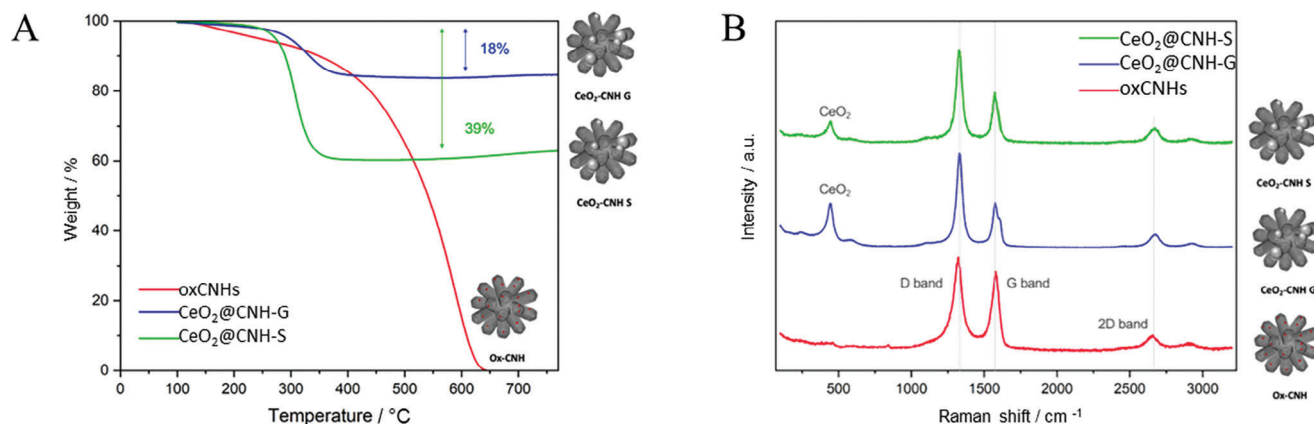 A
100
80
60
40
20
0
Weight / %
0 100 200 300 400 500 600 700
Temperature / °C
18%
39%
oxCNHs
CeO₂@CNH-G
CeO₂@CNH-S
CeO₂-CNH G
CeO₂-CNH S
Ox-CNH
B
Intensity / a.u.
CeO₂@CNH-S
CeO₂@CNH-G
oxCNHs
CeO₂
CeO₂
D band
G band
2D band
500 1000 1500 2000 2500 3000
Raman shift / cm⁻¹
CeO₂-CNH S
CeO₂-CNH G
Ox-CNH